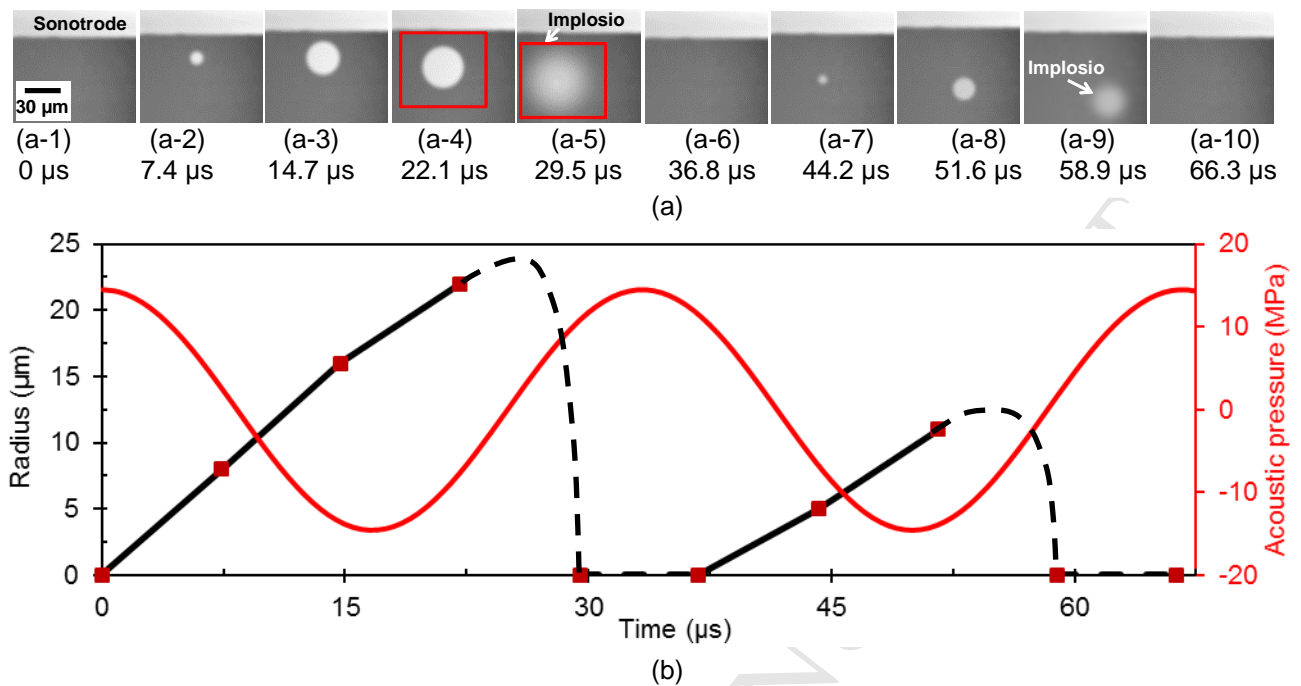 Sonotrode
Implosio
Implosio
30 µm
(a-1) (a-2) (a-3) (a-4) (a-5) (a-6) (a-7) (a-8) (a-9) (a-10)
0 µs 7.4 µs 14.7 µs 22.1 µs 29.5 µs 36.8 µs 44.2 µs 51.6 µs 58.9 µs 66.3 µs
(a)
25
20
15
10
5
0
Radius (µm)
20
10
0
-10
-20
Acoustic pressure (MPa)
0 15 30 45 60
Time (µs)
(b)